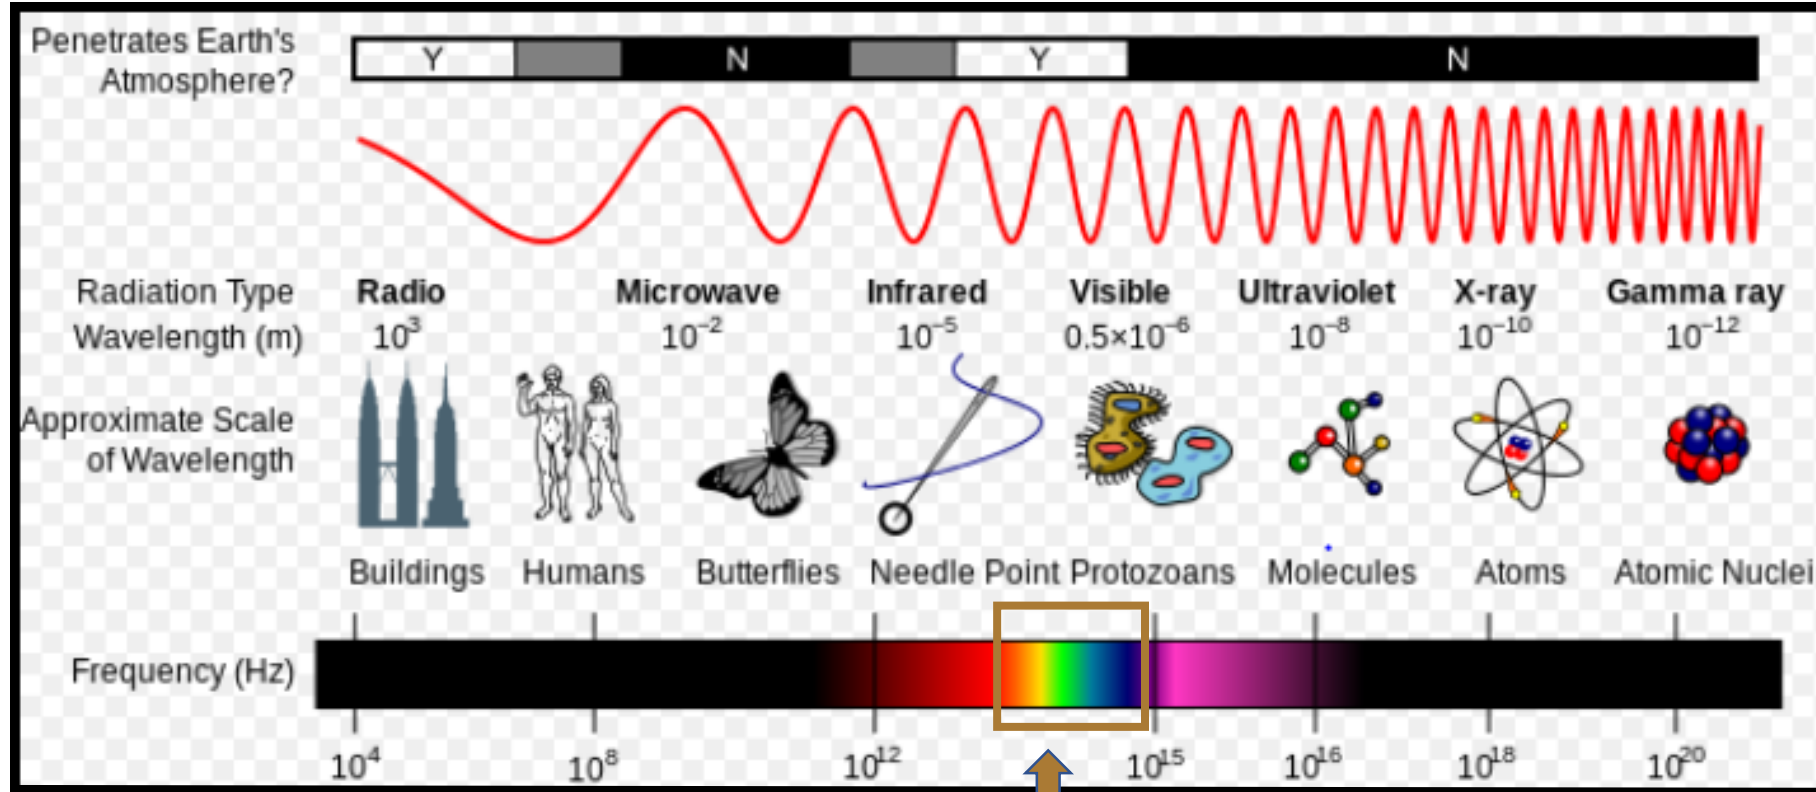 Penetrates Earth's Atmosphere?
Y N Y N
Radiation Type Radio Microwave Infrared Visible Ultraviolet X-ray Gamma ray
Wavelength (m) 10³ 10⁻² 10⁻⁵ 0.5×10⁻⁶ 10⁻⁸ 10⁻¹⁰ 10⁻¹²
Approximate Scale of Wavelength
Buildings Humans Butterflies Needle Point Protozoans Molecules Atoms Atomic Nuclei
Frequency (Hz)
10⁴ 10⁸ 10¹² 10¹⁵ 10¹⁶ 10¹⁸ 10²⁰